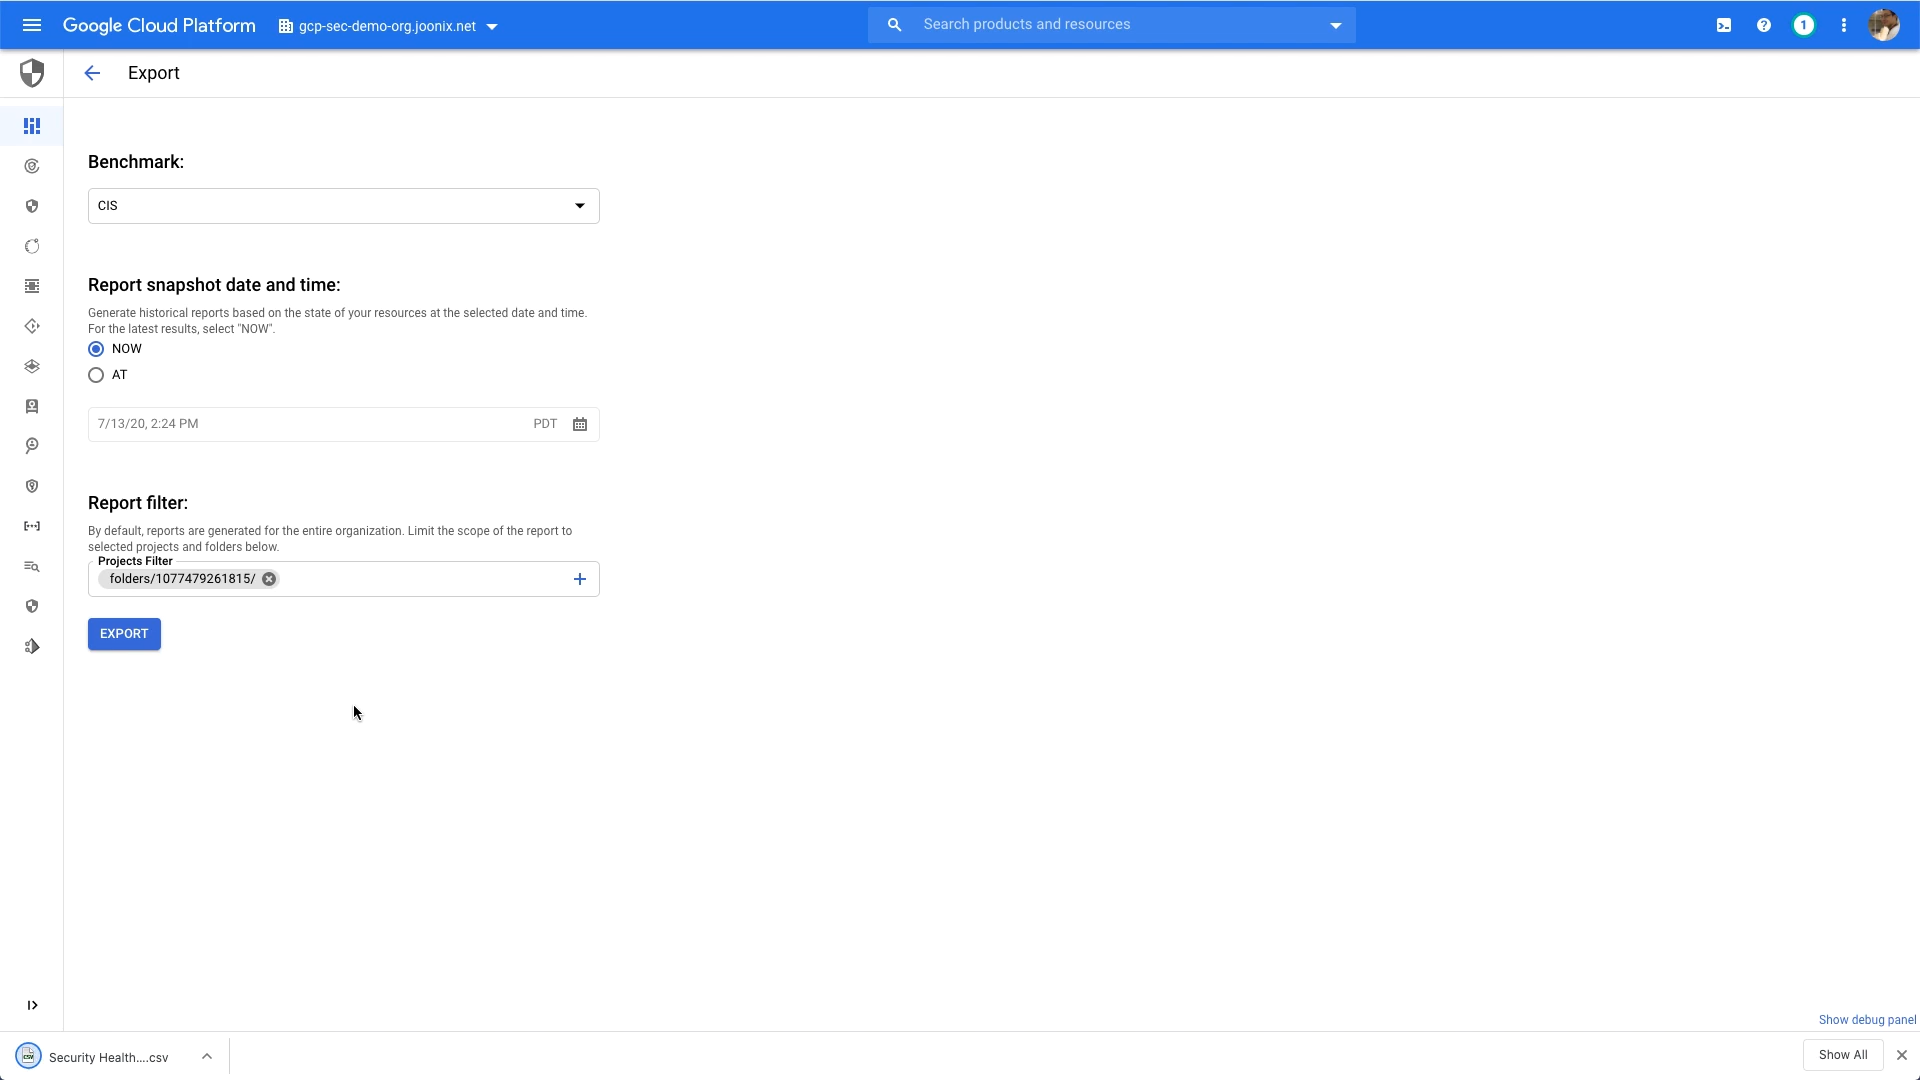 Google Cloud Platform
gcp-sec-demo-org.joonix.net
Search products and resources
1
Export
Benchmark:
CIS
Report snapshot date and time:
Generate historical reports based on the state of your resources at the selected date and time.
For the latest results, select "NOW".
NOW
AT
7/13/20, 2:24 PM
PDT
Report filter:
By default, reports are generated for the entire organization. Limit the scope of the report to
selected projects and folders below.
Projects Filter
folders/1077479261815/
EXPORT
Show debug panel
CSV
Security Health....csv
Show All